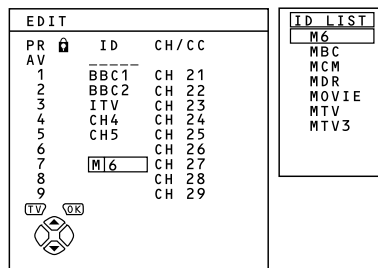 EDIT
PR ID CH/CC
AV _____
1 BBC1 CH 21
2 BBC2 CH 22
3 ITV CH 23
4 CH4 CH 24
5 CH5 CH 25
6 CH 26
7 M6 CH 27
8 CH 28
9 CH 29
TV OK
ID LIST
M6
MBC
MCM
MDR
MOVIE
MTV
MTV3